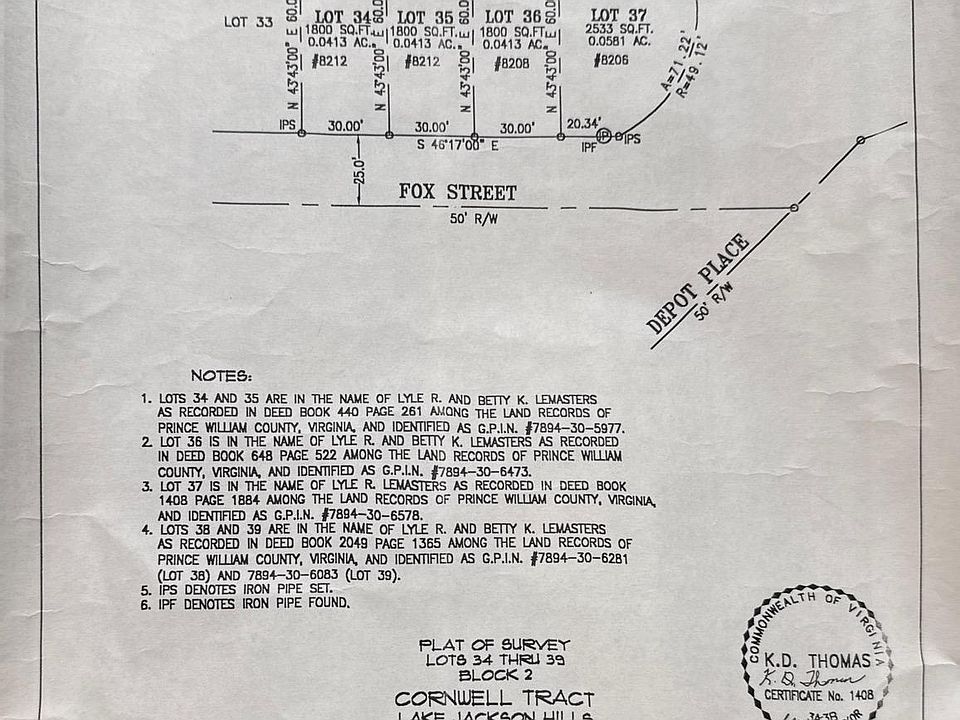 LOT 33
LOT 34
1800 SQ.FT.
0.0413 AC.
#8212
LOT 35
1800 SQ.FT.
0.0413 AC.
#8212
LOT 36
1800 SQ.FT.
0.0413 AC.
#8208
LOT 37
2533 SQ.FT.
0.0581 AC.
#8206
N 43°43'00" E 60.0
N 43°43'00" E 60.0
N 43°43'00" E 60.0
N 43°43'00" E 60.0
A=71.22'
R=49.12'
IPS
30.00'
30.00'
30.00'
20.34'
IP
IPS
IPF
S 46°17'00" E
25.0'
FOX STREET
50' R/W
DEPOT PLACE
50' R/W
NOTES:
1. LOTS 34 AND 35 ARE IN THE NAME OF LYLE R. AND BETTY K. LEMASTERS
AS RECORDED IN DEED BOOK 440 PAGE 261 AMONG THE LAND RECORDS OF
PRINCE WILLIAM COUNTY, VIRGINIA, AND IDENTIFIED AS G.P.I.N. #7894-30-5977.
2. LOT 36 IS IN THE NAME OF LYLE R. AND BETTY K. LEMASTERS AS RECORDED
IN DEED BOOK 648 PAGE 522 AMONG THE LAND RECORDS OF PRINCE WILLIAM
COUNTY, VIRGINIA, AND IDENTIFIED AS G.P.I.N. #7894-30-6473.
3. LOT 37 IS IN THE NAME OF LYLE R. LEMASTERS AS RECORDED IN DEED BOOK
1408 PAGE 1884 AMONG THE LAND RECORDS OF PRINCE WILLIAM COUNTY, VIRGINIA,
AND IDENTIFIED AS G.P.I.N. #7894-30-6578.
4. LOTS 38 AND 39 ARE IN THE NAME OF LYLE R. AND BETTY K. LEMASTERS
AS RECORDED IN DEED BOOK 2049 PAGE 1365 AMONG THE LAND RECORDS OF
PRINCE WILLIAM COUNTY, VIRGINIA, AND IDENTIFIED AS G.P.I.N. #7894-30-6281
(LOT 38) AND 7894-30-6083 (LOT 39).
5. IPS DENOTES IRON PIPE SET.
6. IPF DENOTES IRON PIPE FOUND.
PLAT OF SURVEY
LOTS 34 THRU 39
BLOCK 2
CORNWELL TRACT
LAKE JACKSON HILLS
COMMONWEALTH OF VIRGINIA
K.D. THOMAS
K. D. Thomas
CERTIFICATE No. 1408